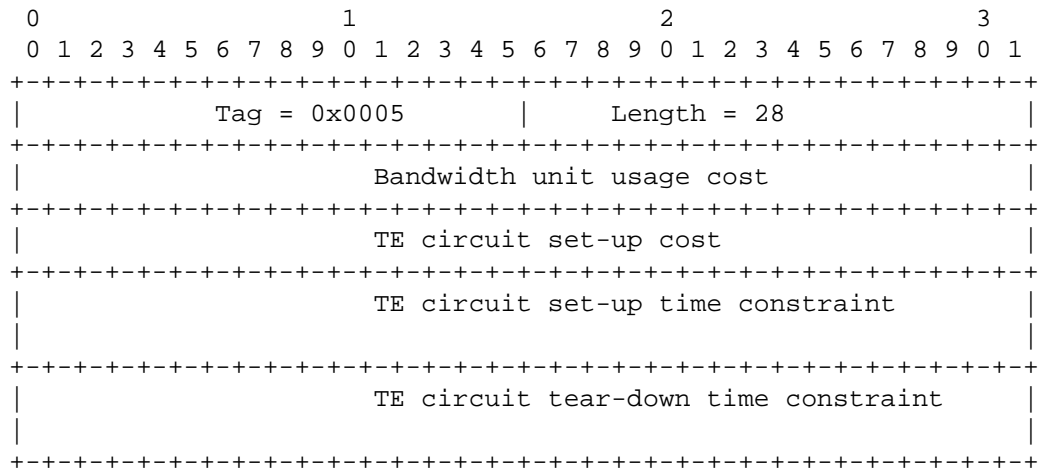 0                   1                   2                   3
 0 1 2 3 4 5 6 7 8 9 0 1 2 3 4 5 6 7 8 9 0 1 2 3 4 5 6 7 8 9 0 1
+-+-+-+-+-+-+-+-+-+-+-+-+-+-+-+-+-+-+-+-+-+-+-+-+-+-+-+-+-+-+-+-+
|            Tag = 0x0005       |     Length = 28               |
+-+-+-+-+-+-+-+-+-+-+-+-+-+-+-+-+-+-+-+-+-+-+-+-+-+-+-+-+-+-+-+-+
|                      Bandwidth unit usage cost                |
+-+-+-+-+-+-+-+-+-+-+-+-+-+-+-+-+-+-+-+-+-+-+-+-+-+-+-+-+-+-+-+-+
|                      TE circuit set-up cost                   |
+-+-+-+-+-+-+-+-+-+-+-+-+-+-+-+-+-+-+-+-+-+-+-+-+-+-+-+-+-+-+-+-+
|                      TE circuit set-up time constraint        |
|                                                               |
+-+-+-+-+-+-+-+-+-+-+-+-+-+-+-+-+-+-+-+-+-+-+-+-+-+-+-+-+-+-+-+-+
|                      TE circuit tear-down time constraint     |
|                                                               |
+-+-+-+-+-+-+-+-+-+-+-+-+-+-+-+-+-+-+-+-+-+-+-+-+-+-+-+-+-+-+-+-+